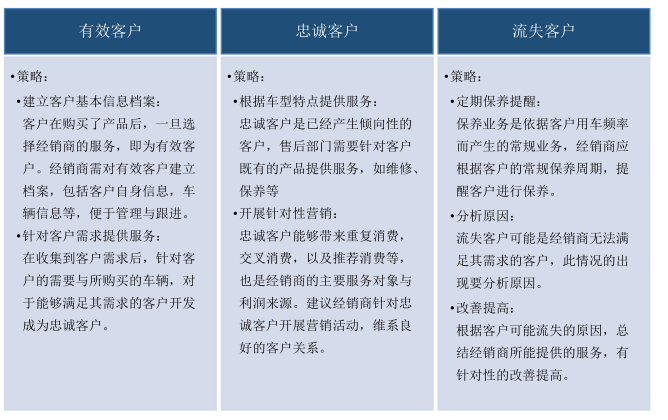 有效客户
•策略：
•建立客户基本信息档案：
客户在购买了产品后，一旦选
择经销商的服务，即为有效客
户。经销商需对有效客户建立
档案，包括客户自身信息，车
辆信息等，便于管理与跟进。
•针对客户需求提供服务：
在收集到客户需求后，针对客
户的需要与所购买的车辆，对
于能够满足其需求的客户开发
成为忠诚客户。
忠诚客户
•策略：
•根据车型特点提供服务：
忠诚客户是已经产生倾向性的
客户，售后部门需要针对客户
既有的产品提供服务，如维修、
保养等
•开展针对性营销：
忠诚客户能够带来重复消费，
交叉消费，以及推荐消费等，
也是经销商的主要服务对象与
利润来源。建议经销商针对忠
诚客户开展营销活动，维系良
好的客户关系。
流失客户
•策略：
•定期保养提醒：
保养业务是依据客户用车频率
而产生的常规业务，经销商应
根据客户的常规保养周期，提
醒客户进行保养。
•分析原因：
流失客户可能是经销商无法满
足其需求的客户，此情况的出
现要分析原因。
•改善提高：
根据客户可能流失的原因，总
结经销商所能提供的服务，有
针对性的改善提高。